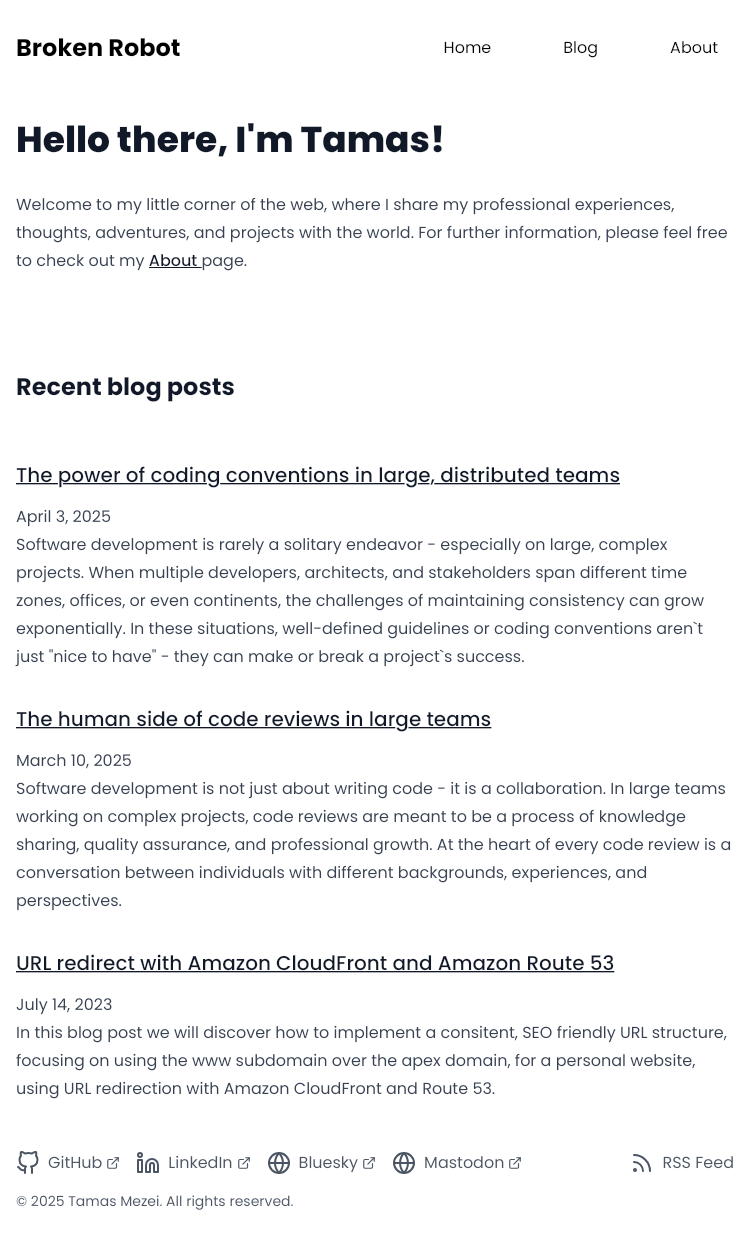 Broken Robot
Home
Blog
About
Hello there, I'm Tamas!
Welcome to my little corner of the web, where I share my professional experiences,
thoughts, adventures, and projects with the world. For further information, please feel free
to check out my About page.
Recent blog posts
The power of coding conventions in large, distributed teams
April 3, 2025
Software development is rarely a solitary endeavor - especially on large, complex
projects. When multiple developers, architects, and stakeholders span different time
zones, offices, or even continents, the challenges of maintaining consistency can grow
exponentially. In these situations, well-defined guidelines or coding conventions aren`t
just "nice to have" - they can make or break a project`s success.
The human side of code reviews in large teams
March 10, 2025
Software development is not just about writing code - it is a collaboration. In large teams
working on complex projects, code reviews are meant to be a process of knowledge
sharing, quality assurance, and professional growth. At the heart of every code review is a
conversation between individuals with different backgrounds, experiences, and
perspectives.
URL redirect with Amazon CloudFront and Amazon Route 53
July 14, 2023
In this blog post we will discover how to implement a consitent, SEO friendly URL structure,
focusing on using the www subdomain over the apex domain, for a personal website,
using URL redirection with Amazon CloudFront and Route 53.
GitHub
LinkedIn
Bluesky
Mastodon
RSS Feed
© 2025 Tamas Mezei. All rights reserved.